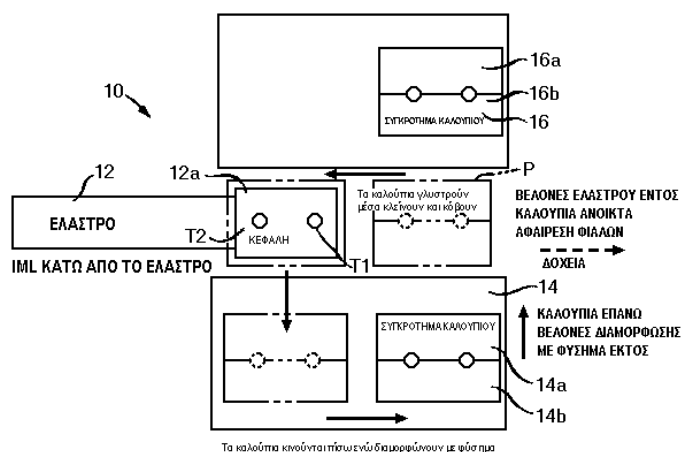 16a
10
16b
ΣΥΓΚΡΟΤΗΜΑ ΚΑΛΟΥΠΙΟΥ
16
12
12a
P
Τα καλούπια γλυστρούν
μέσα κλείνουν και κόβουν
ΒΕΛΟΝΕΣ ΕΛΑΣΤΡΟΥ ΕΝΤΟΣ
ΚΑΛΟΥΠΙΑ ΑΝΟΙΚΤΑ
ΑΦΑΙΡΕΣΗ ΦΙΑΛΩΝ
ΔΟΧΕΙΑ
ΕΛΑΣΤΡΟ
T2
ΚΕΦΑΛΗ
T1
IML ΚΑΤΩ ΑΠΟ ΤΟ ΕΛΑΣΤΡΟ
14
ΣΥΓΚΡΟΤΗΜΑ ΚΑΛΟΥΠΙΟΥ
ΚΑΛΟΥΠΙΑ ΕΠΑΝΩ
ΒΕΛΟΝΕΣ ΔΙΑΜΟΡΦΩΣΗΣ
ΜΕ ΦΥΣΗΜΑ ΕΚΤΟΣ
14a
14b
Τα καλούπια κινούνται πίσω ενώ διαμορφώνουν με φύσημα